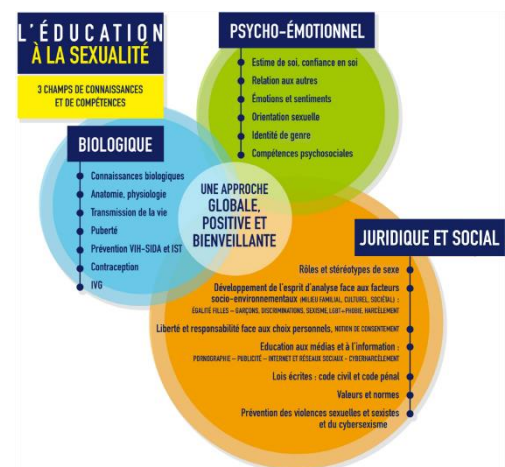 L'ÉDUCATION
À LA SEXUALITÉ
3 CHAMPS DE CONNAISSANCES
ET DE COMPÉTENCES
PSYCHO-ÉMOTIONNEL
Estime de soi, confiance en soi
Relation aux autres
Émotions et sentiments
Orientation sexuelle
Identité de genre
Compétences psychosociales
BIOLOGIQUE
Connaissances biologiques
Anatomie, physiologie
Transmission de la vie
Puberté
Prévention VIH-SIDA et IST
Contraception
IVG
UNE APPROCHE
GLOBALE,
POSITIVE ET
BIENVEILLANTE
JURIDIQUE ET SOCIAL
Rôles et stéréotypes de sexe
Développement de l'esprit d'analyse face aux facteurs
socio-environnementaux (MILIEU FAMILIAL, CULTUREL, SOCIÉTAL) :
ÉGALITÉ FILLES – GARÇONS, DISCRIMINATIONS, SEXISME, LGBT+PHOBIE, HARCÈLEMENT
Liberté et responsabilité face aux choix personnels, NOTION DE CONSENTEMENT
Education aux médias et à l'information :
PORNOGRAPHIE – PUBLICITÉ – INTERNET ET RÉSEAUX SOCIAUX - CYBERHARCÈLEMENT
Lois écrites : code civil et code pénal
Valeurs et normes
Prévention des violences sexuelles et sexistes
et du cybersexisme